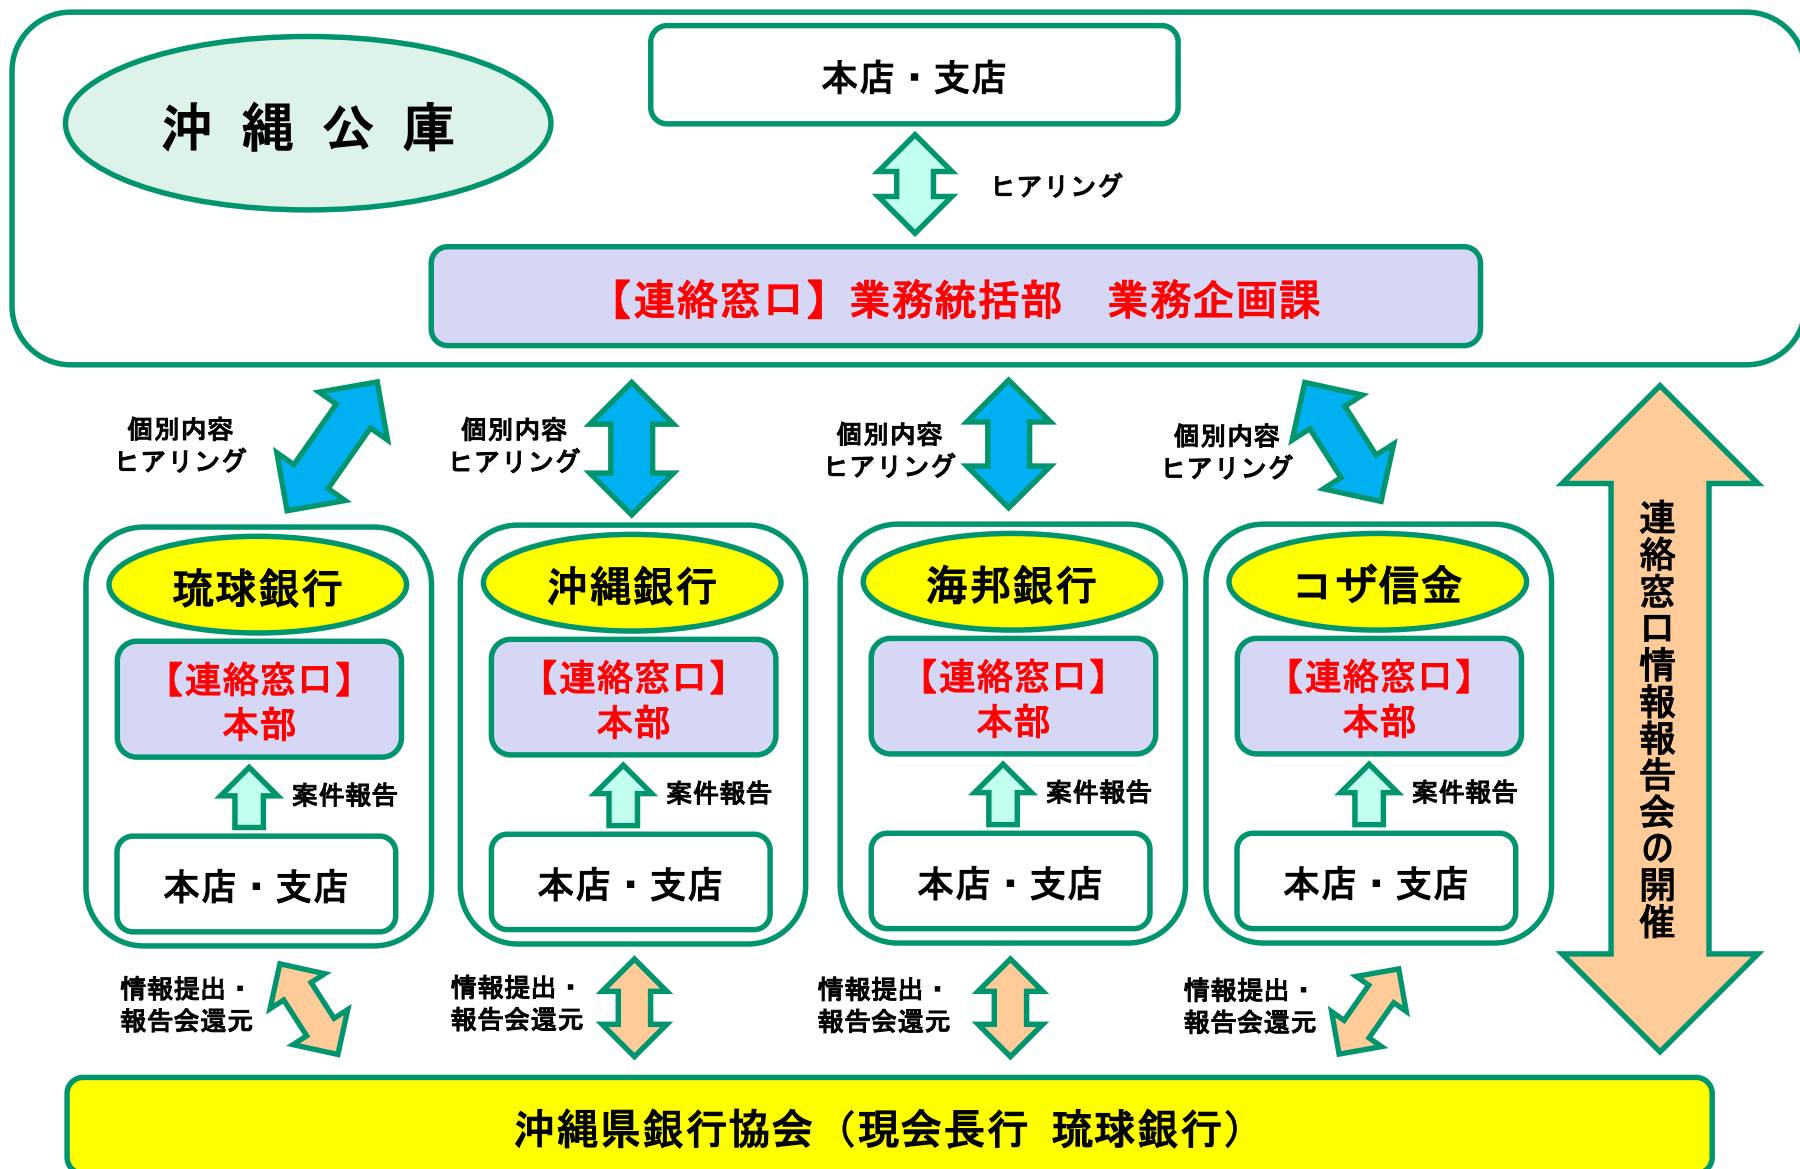 沖縄公庫
本店・支店
ヒアリング
【連絡窓口】業務統括部　業務企画課
個別内容
ヒアリング
個別内容
ヒアリング
個別内容
ヒアリング
個別内容
ヒアリング
琉球銀行
【連絡窓口】
本部
案件報告
本店・支店
沖縄銀行
【連絡窓口】
本部
案件報告
本店・支店
海邦銀行
【連絡窓口】
本部
案件報告
本店・支店
コザ信金
【連絡窓口】
本部
案件報告
本店・支店
連絡窓口情報報告会の開催
情報提出・
報告会還元
情報提出・
報告会還元
情報提出・
報告会還元
情報提出・
報告会還元
沖縄県銀行協会（現会長行 琉球銀行）